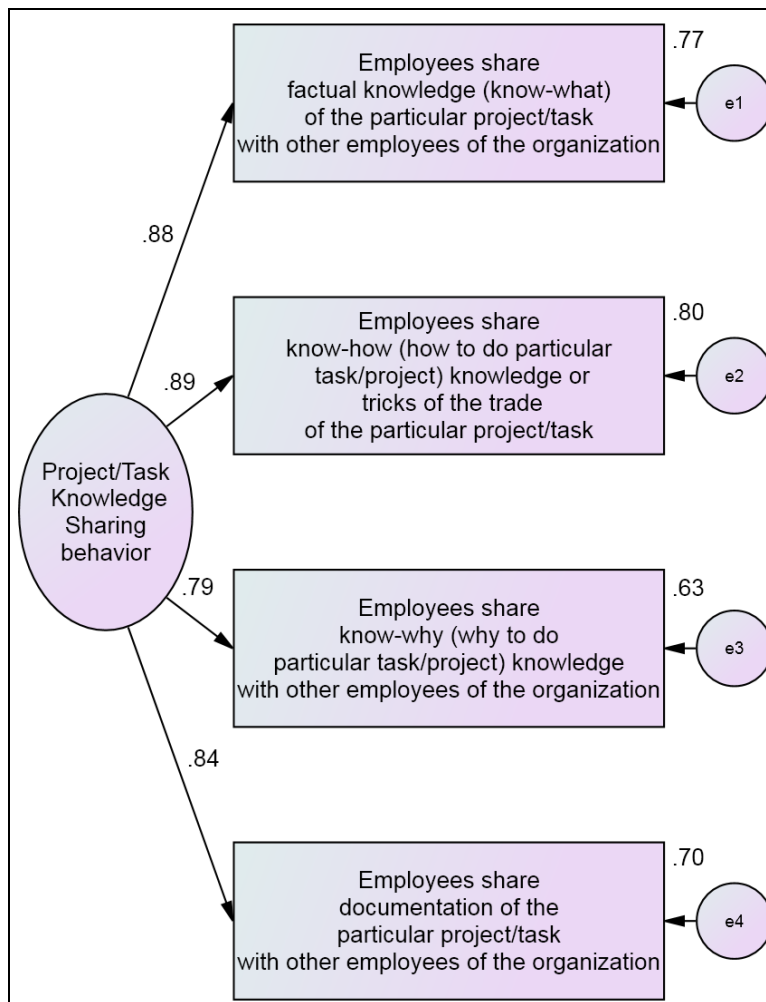 .77
Employees share
factual knowledge (know-what)
of the particular project/task
with other employees of the organization
e1
.88
.80
Employees share
know-how (how to do particular
task/project) knowledge or
tricks of the trade
of the particular project/task
e2
.89
Project/Task
Knowledge
Sharing
behavior
.79
.63
Employees share
know-why (why to do
particular task/project) knowledge
with other employees of the organization
e3
.84
.70
Employees share
documentation of the
particular project/task
with other employees of the organization
e4